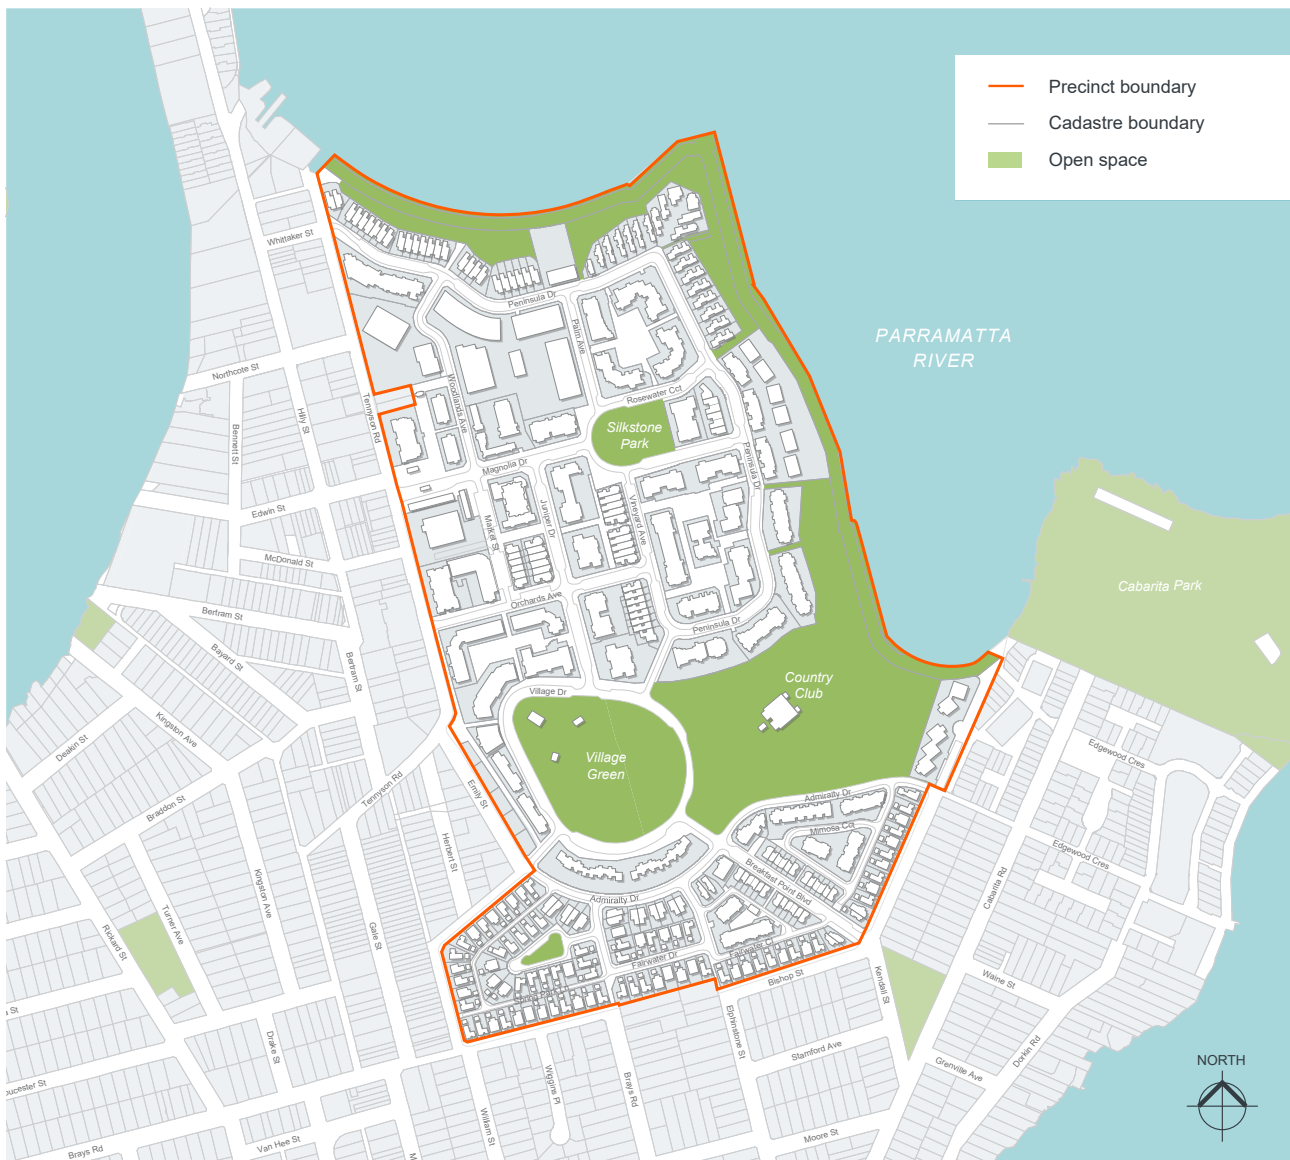 Precinct boundary
Cadastre boundary
Open space
PARRAMATTA
RIVER
Whittaker St
Peninsula Dr
Palm Ave
Northcote St
Woodlands Ave
Rosewater Cct
Tennyson Rd
Hilly St
Bennett St
Silkstone
Park
Magnolia Dr
Peninsula Dr
Edwin St
Juniper Dr
Vineyard Ave
Market St
McDonald St
Cabarita Park
Orchards Ave
Bertram St
Peninsula Dr
Bayard St
Bertram St
Country
Club
Village Dr
Kingston Ave
Deakin St
Edgewood Cres
Village
Green
Tennyson Rd
Emily St
Braddon St
Admiralty Dr
Mimosa Cct
Herbert St
Edgewood Cres
Breakfast Point Blvd
Cabarita Rd
Kingston Ave
Admiralty Dr
Turner Ave
Rickard St
Gale St
Fairwater Dr
Fairwater
Bishop St
Kendall St
Waine St
Elphinstone St
Drake St
Stamford Ave
Dorkin Rd
Grenville Ave
NORTH
oucester St
Wiggins Pl
Brays Rd
William St
Moore St
Van Hee St
Brays Rd